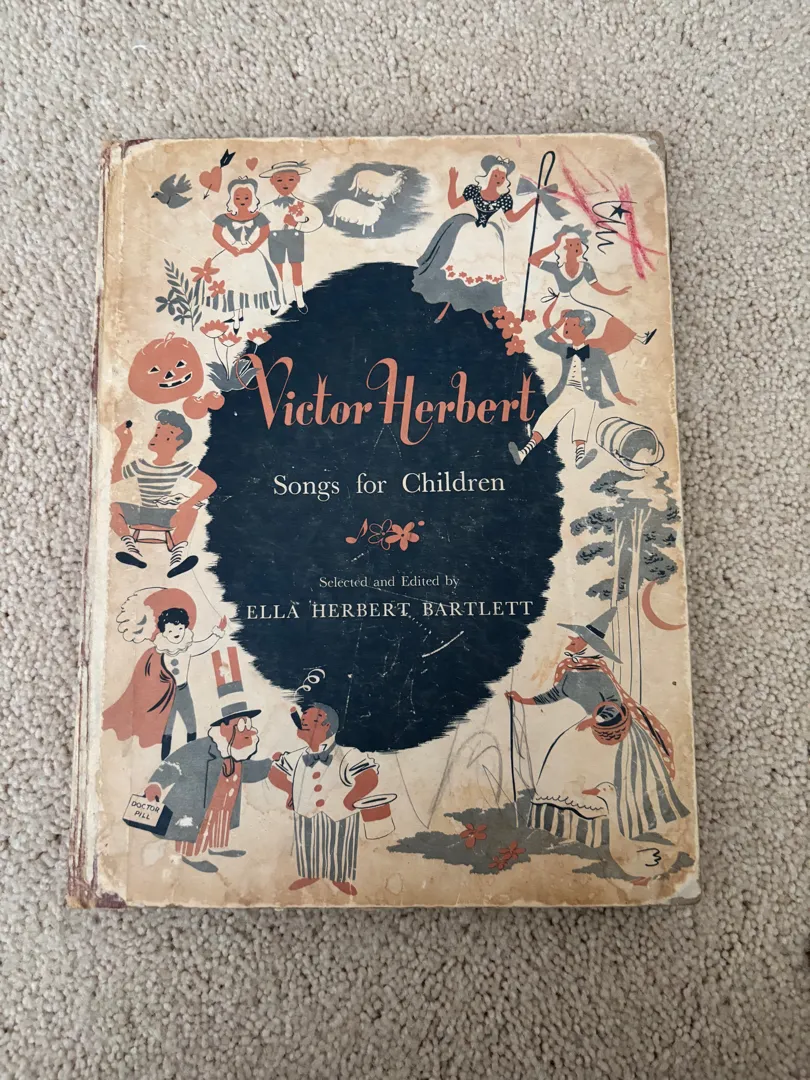 Victor Herbert
Songs for Children
Selected and Edited by
ELLA HERBERT BARTLETT
DOCTOR
PILL